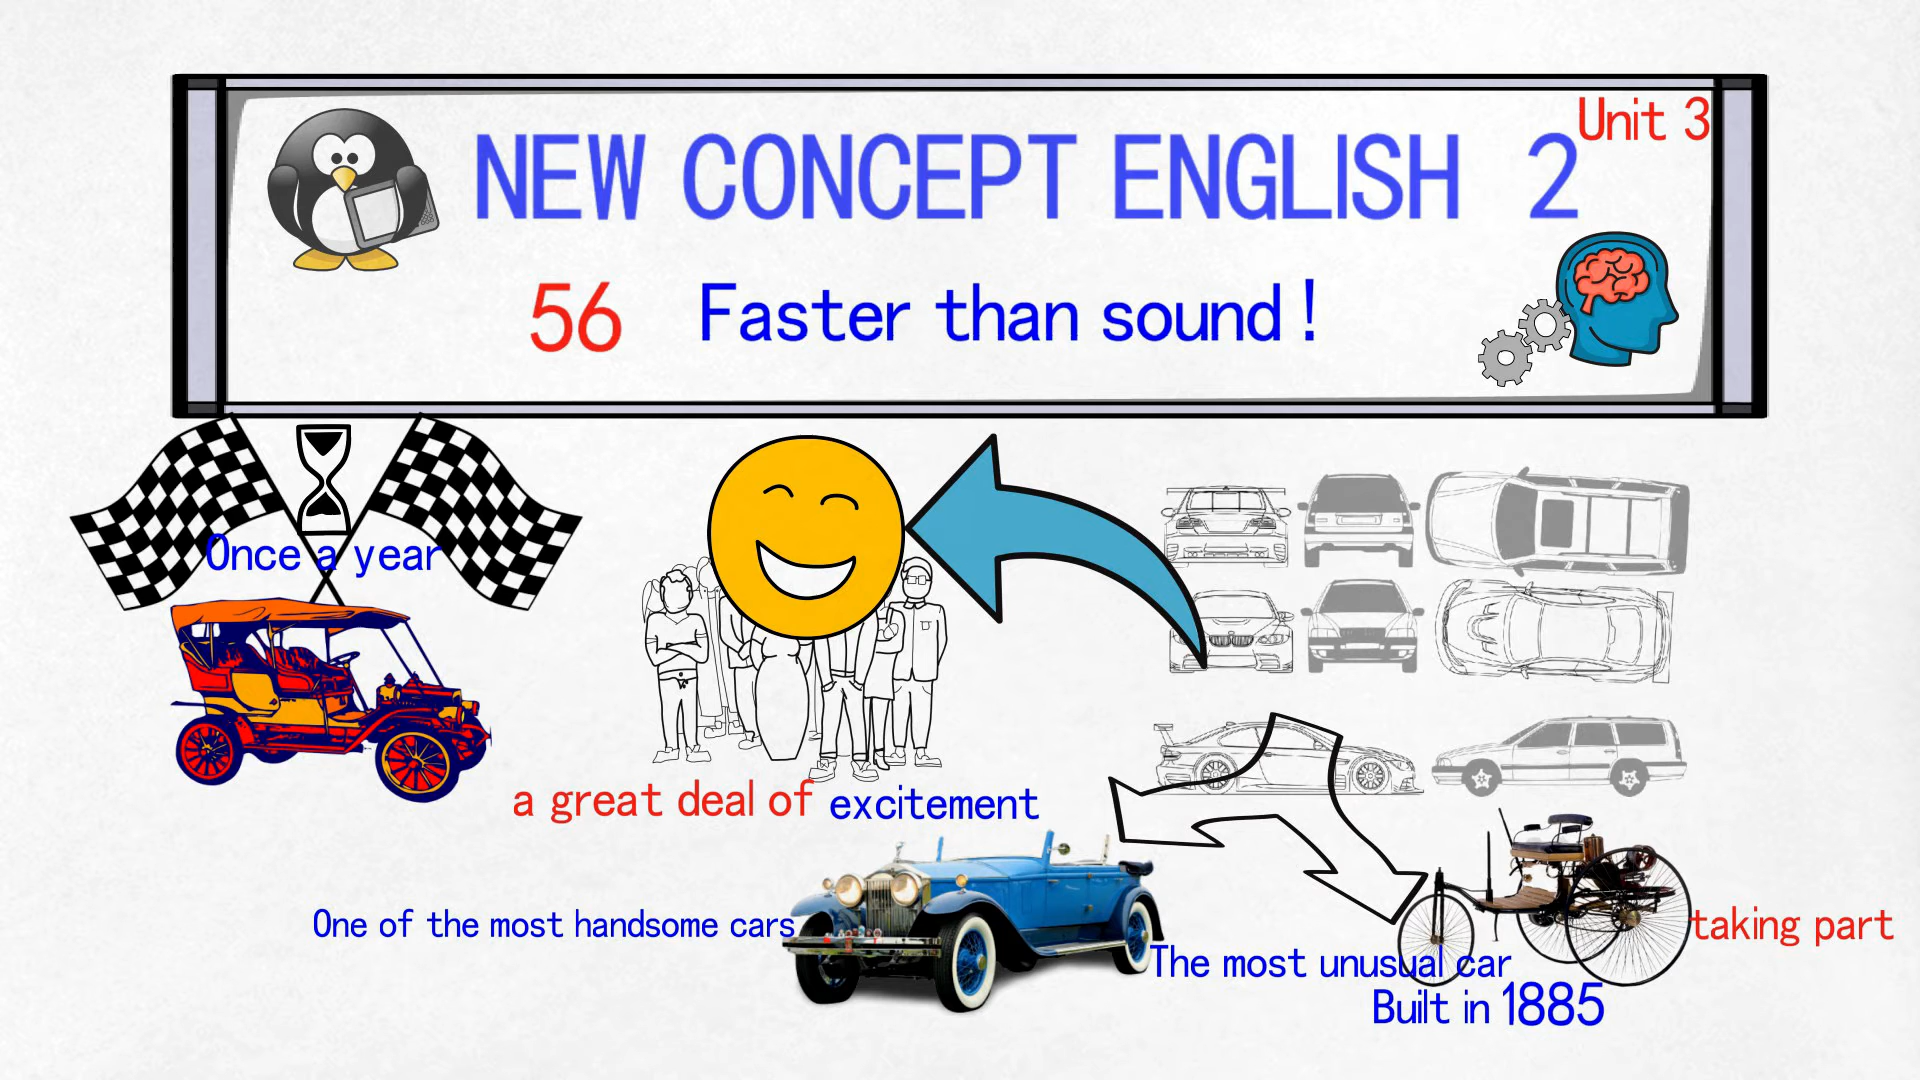 Unit 3
NEW CONCEPT ENGLISH 2
56 Faster than sound!
Once a year
a great deal of excitement
One of the most handsome cars
taking part
The most unusual car
Built in 1885